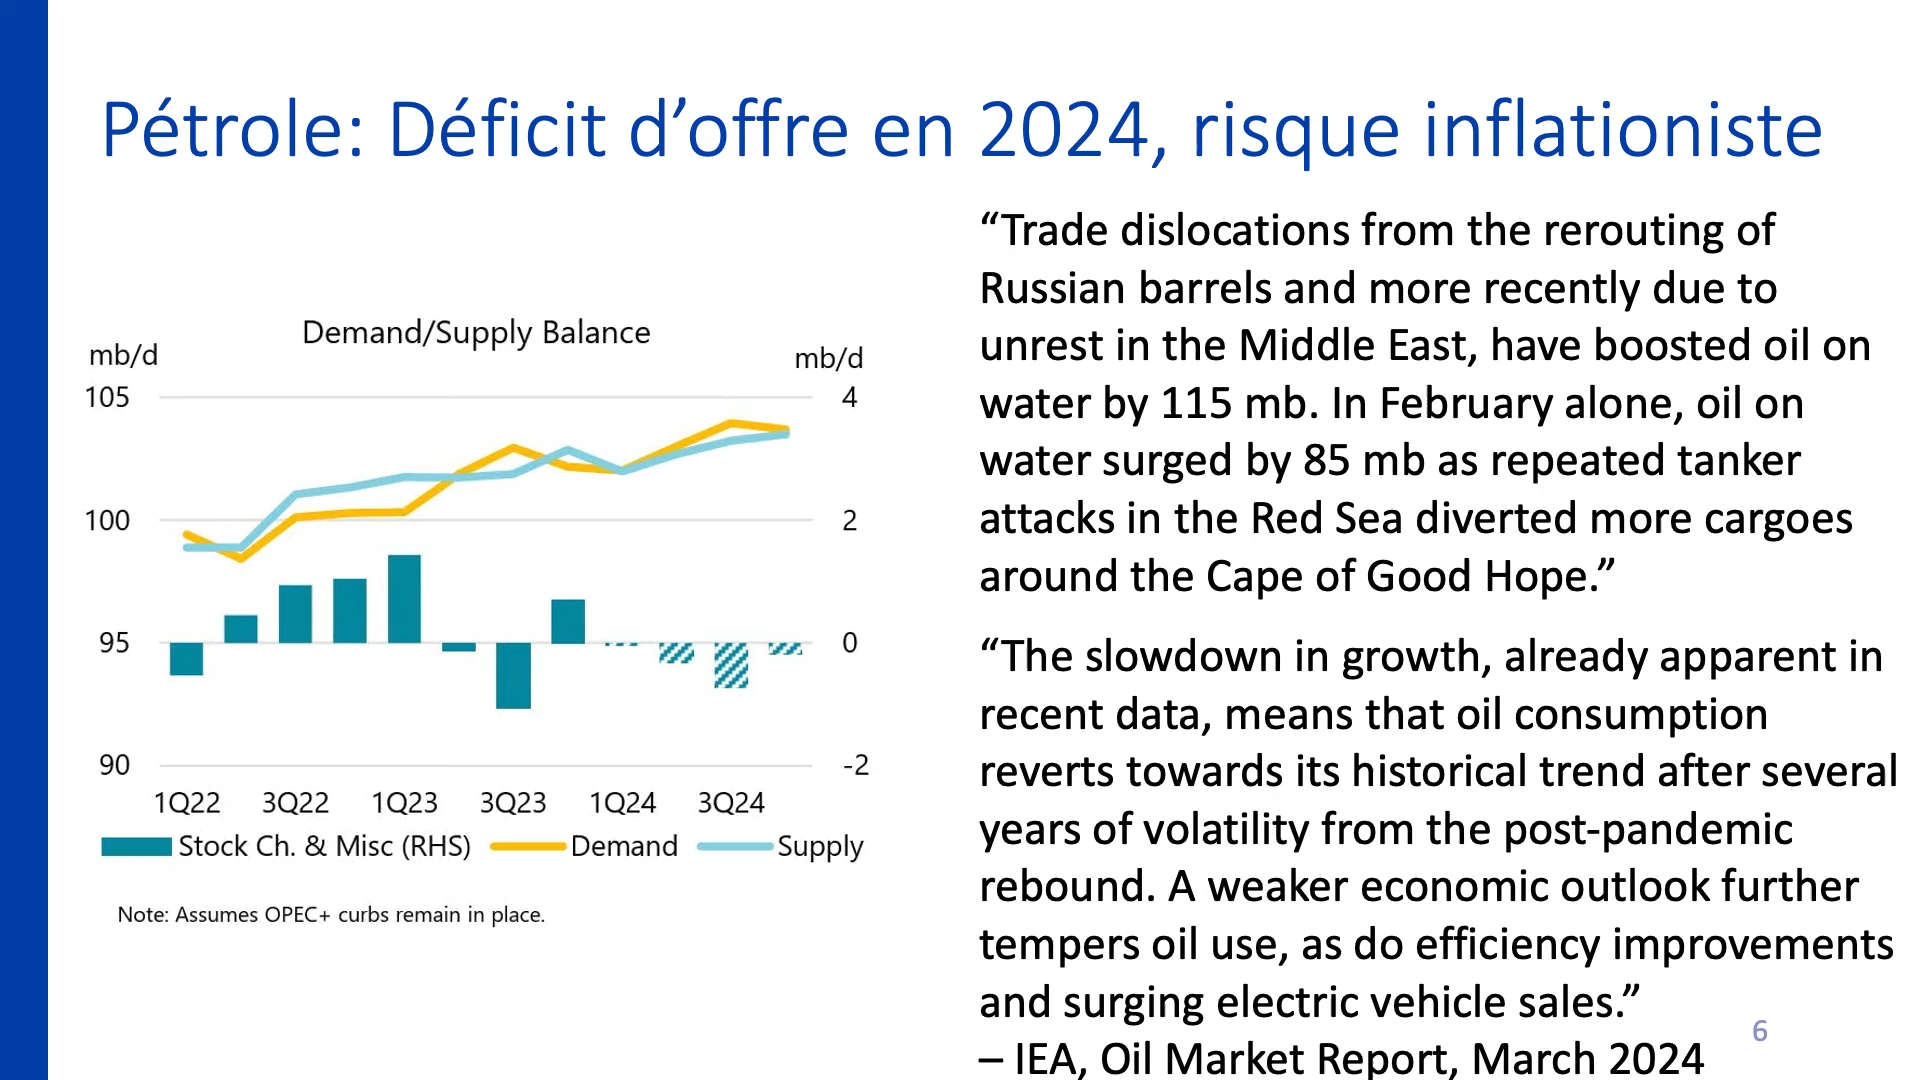 Pétrole: Déficit d’offre en 2024, risque inflationiste
Demand/Supply Balance
mb/d
mb/d
105
100
95
90
4
2
0
-2
1Q22 3Q22 1Q23 3Q23 1Q24 3Q24
Stock Ch. & Misc (RHS) Demand Supply
Note: Assumes OPEC+ curbs remain in place.
“Trade dislocations from the rerouting of
Russian barrels and more recently due to
unrest in the Middle East, have boosted oil on
water by 115 mb. In February alone, oil on
water surged by 85 mb as repeated tanker
attacks in the Red Sea diverted more cargoes
around the Cape of Good Hope.”
“The slowdown in growth, already apparent in
recent data, means that oil consumption
reverts towards its historical trend after several
years of volatility from the post-pandemic
rebound. A weaker economic outlook further
tempers oil use, as do efficiency improvements
and surging electric vehicle sales.”
– IEA, Oil Market Report, March 2024
6